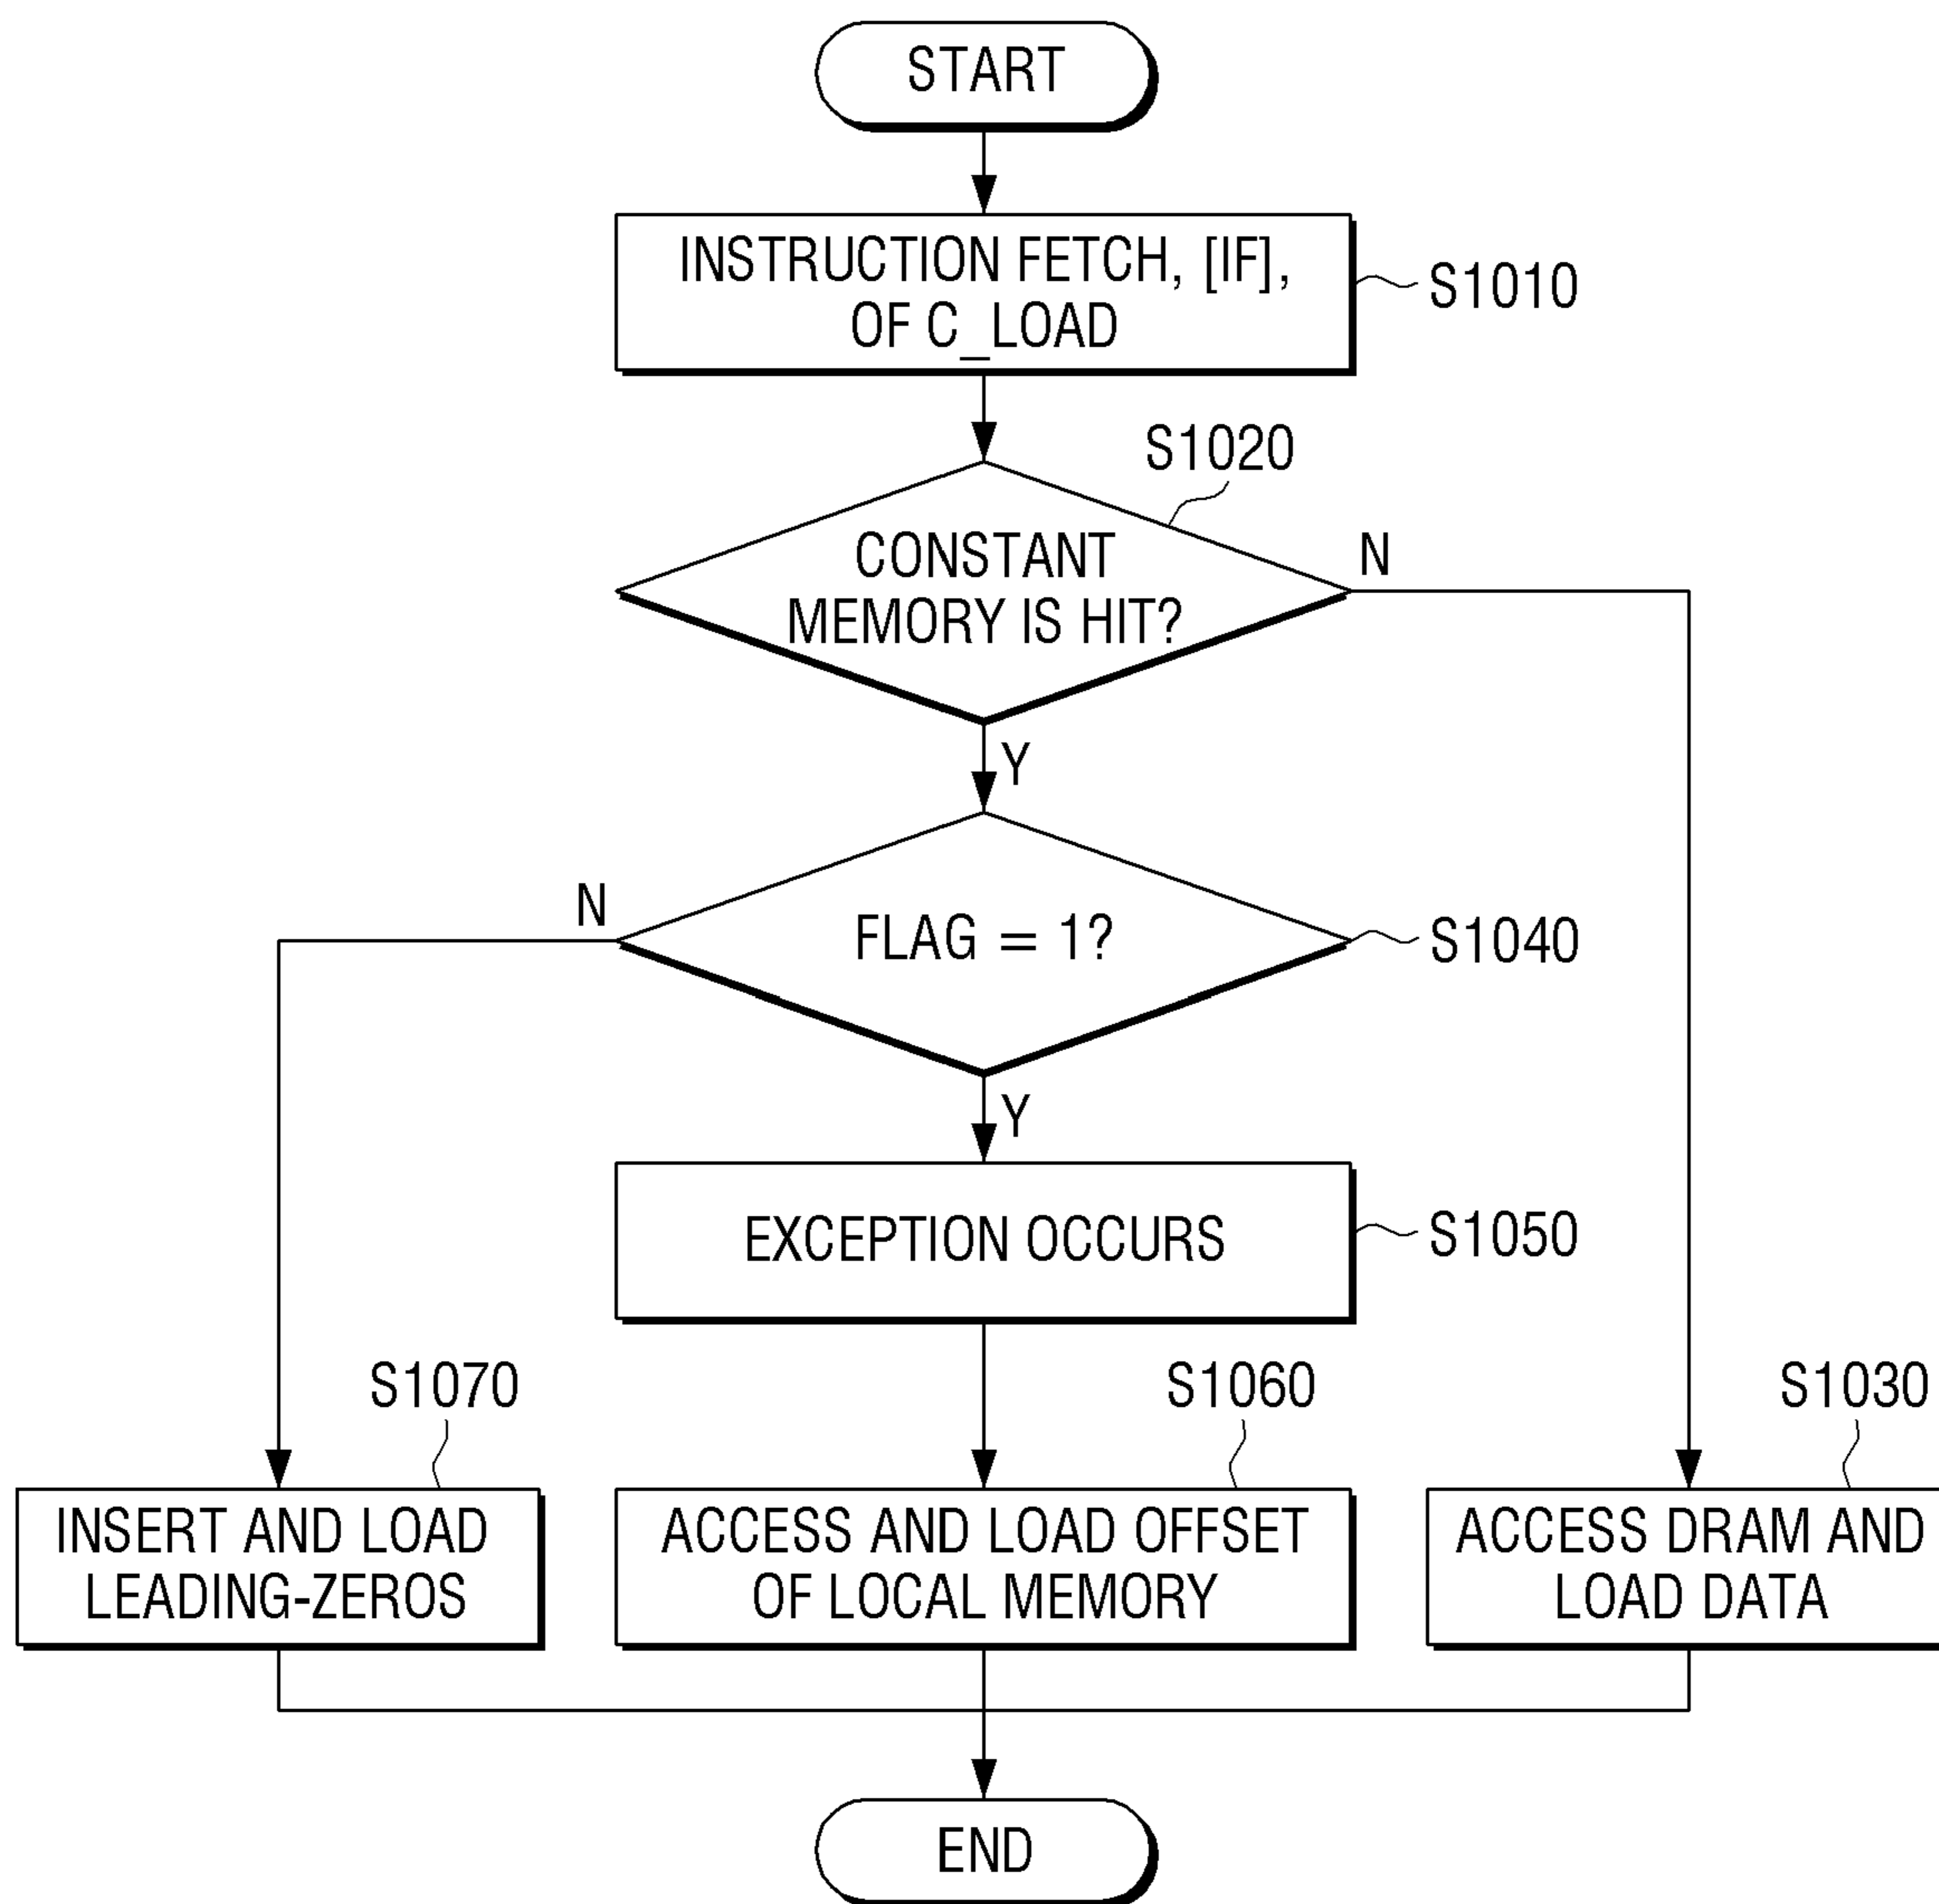 START
INSTRUCTION FETCH, [IF],
OF C_LOAD
S1010
S1020
CONSTANT
MEMORY IS HIT?
N
Y
N
FLAG = 1?
S1040
Y
EXCEPTION OCCURS
S1050
S1070
S1060
S1030
INSERT AND LOAD
LEADING-ZEROS
ACCESS AND LOAD OFFSET
OF LOCAL MEMORY
ACCESS DRAM AND
LOAD DATA
END